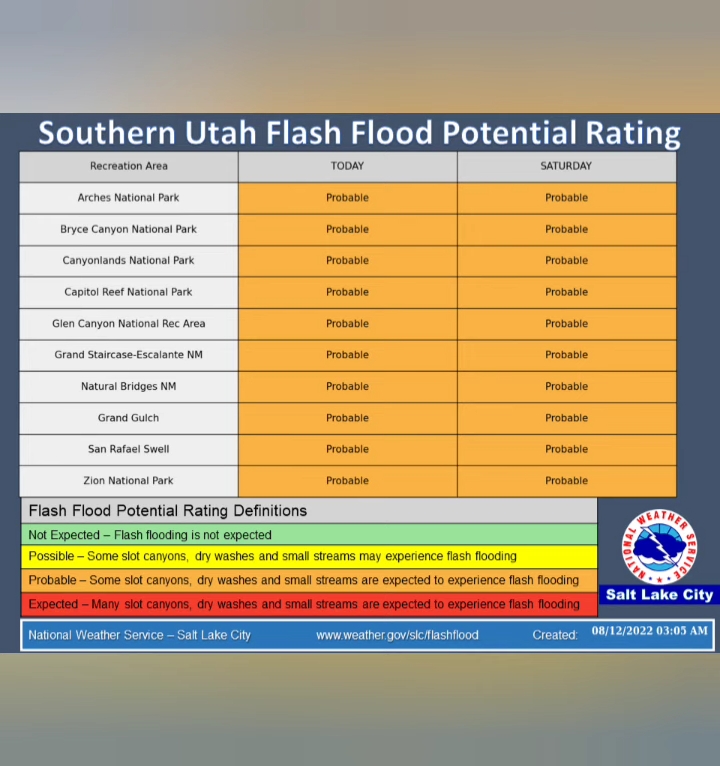 Southern Utah Flash Flood Potential Rating
Recreation Area TODAY SATURDAY
Arches National Park Probable Probable
Bryce Canyon National Park Probable Probable
Canyonlands National Park Probable Probable
Capitol Reef National Park Probable Probable
Glen Canyon National Rec Area Probable Probable
Grand Staircase-Escalante NM Probable Probable
Natural Bridges NM Probable Probable
Grand Gulch Probable Probable
San Rafael Swell Probable Probable
Zion National Park Probable Probable
Flash Flood Potential Rating Definitions
Not Expected – Flash flooding is not expected
Possible – Some slot canyons, dry washes and small streams may experience flash flooding
Probable – Some slot canyons, dry washes and small streams are expected to experience flash flooding
Expected – Many slot canyons, dry washes and small streams are expected to experience flash flooding
NATIONAL WEATHER SERVICE
Salt Lake City
National Weather Service – Salt Lake City www.weather.gov/slc/flashflood Created: 08/12/2022 03:05 AM